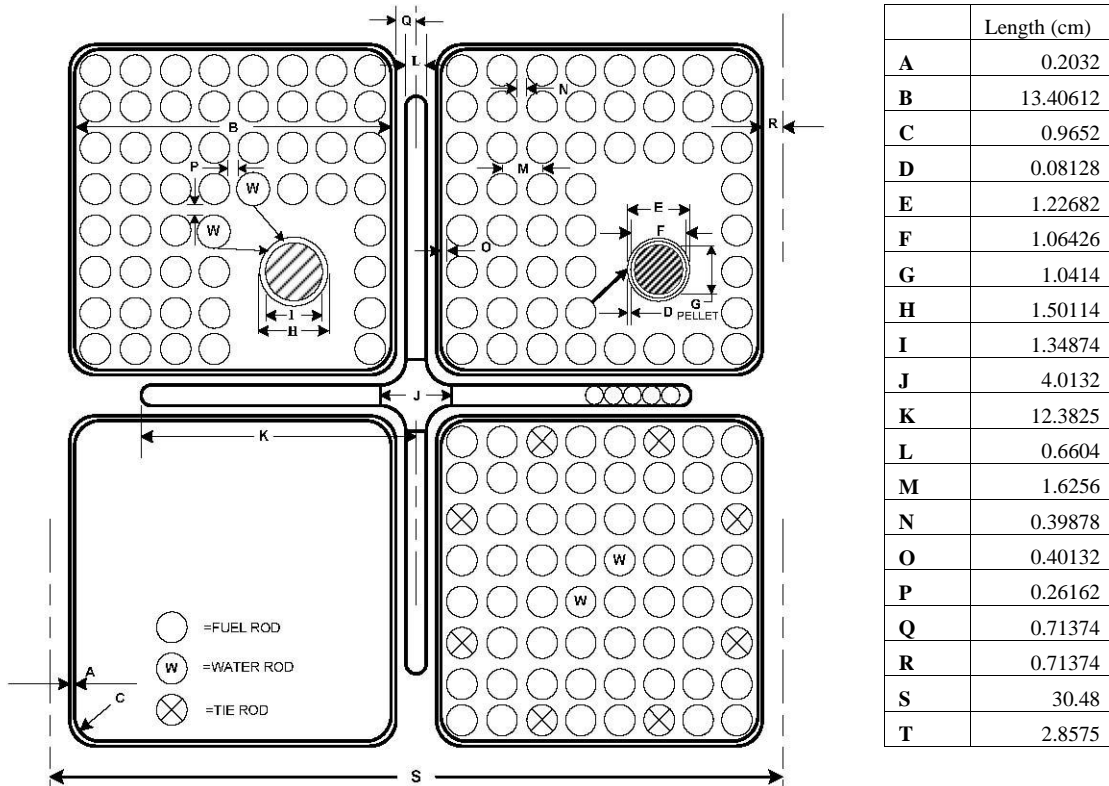 Q
L
N
B
R
P
M
W
E
F
W
O
I
G
D PELLET
H
J
K
W
W
=FUEL ROD
A
W =WATER ROD
C
=TIE ROD
S
Length (cm)
A 0.2032
B 13.40612
C 0.9652
D 0.08128
E 1.22682
F 1.06426
G 1.0414
H 1.50114
I 1.34874
J 4.0132
K 12.3825
L 0.6604
M 1.6256
N 0.39878
O 0.40132
P 0.26162
Q 0.71374
R 0.71374
S 30.48
T 2.8575